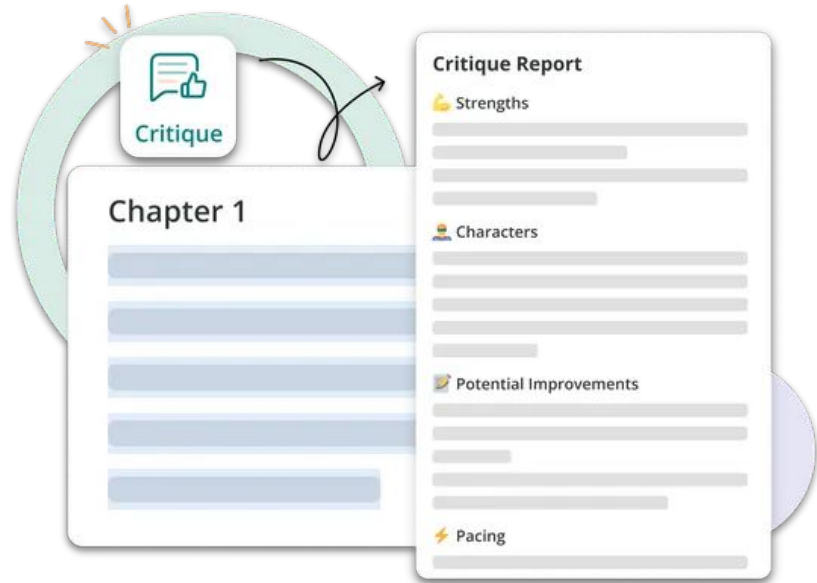 Critique
Chapter 1
Critique Report
Strengths
Characters
Potential Improvements
Pacing